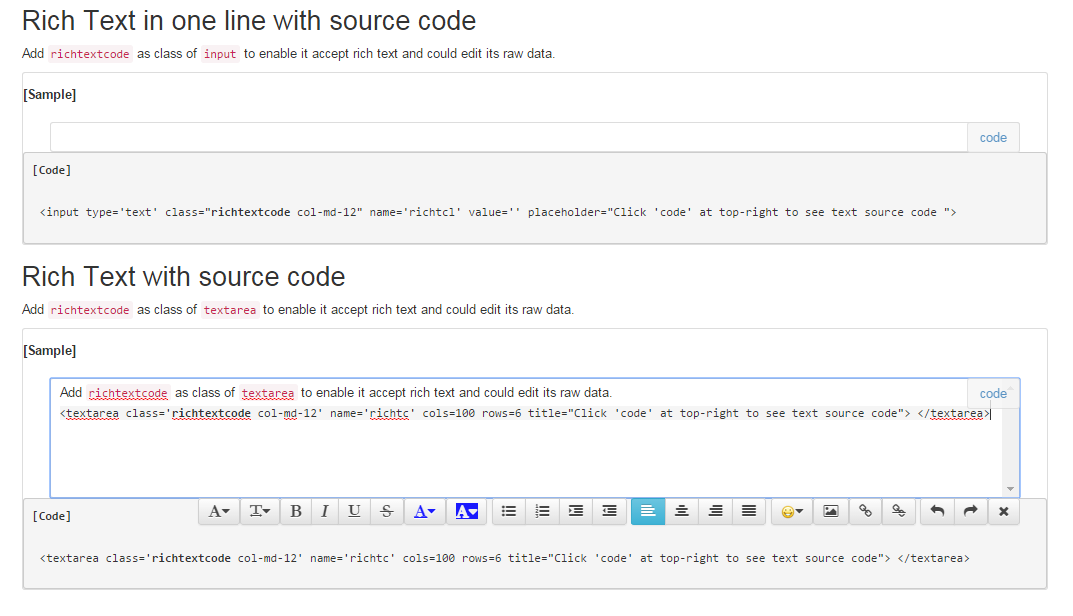 Rich Text in one line with source code
Add richtextcode as class of input to enable it accept rich text and could edit its raw data.
[Sample]
code
[Code]
<input type='text' class="richtextcode col-md-12" name='richtcl' value='' placeholder="Click 'code' at top-right to see text source code ">
Rich Text with source code
Add richtextcode as class of textarea to enable it accept rich text and could edit its raw data.
[Sample]
Add richtextcode as class of textarea to enable it accept rich text and could edit its raw data.
code
<textarea class='richtextcode col-md-12' name='richtc' cols=100 rows=6 title="Click 'code' at top-right to see text source code"> </textarea>
[Code]
A T B I U S A A
<textarea class='richtextcode col-md-12' name='richtc' cols=100 rows=6 title="Click 'code' at top-right to see text source code"> </textarea>